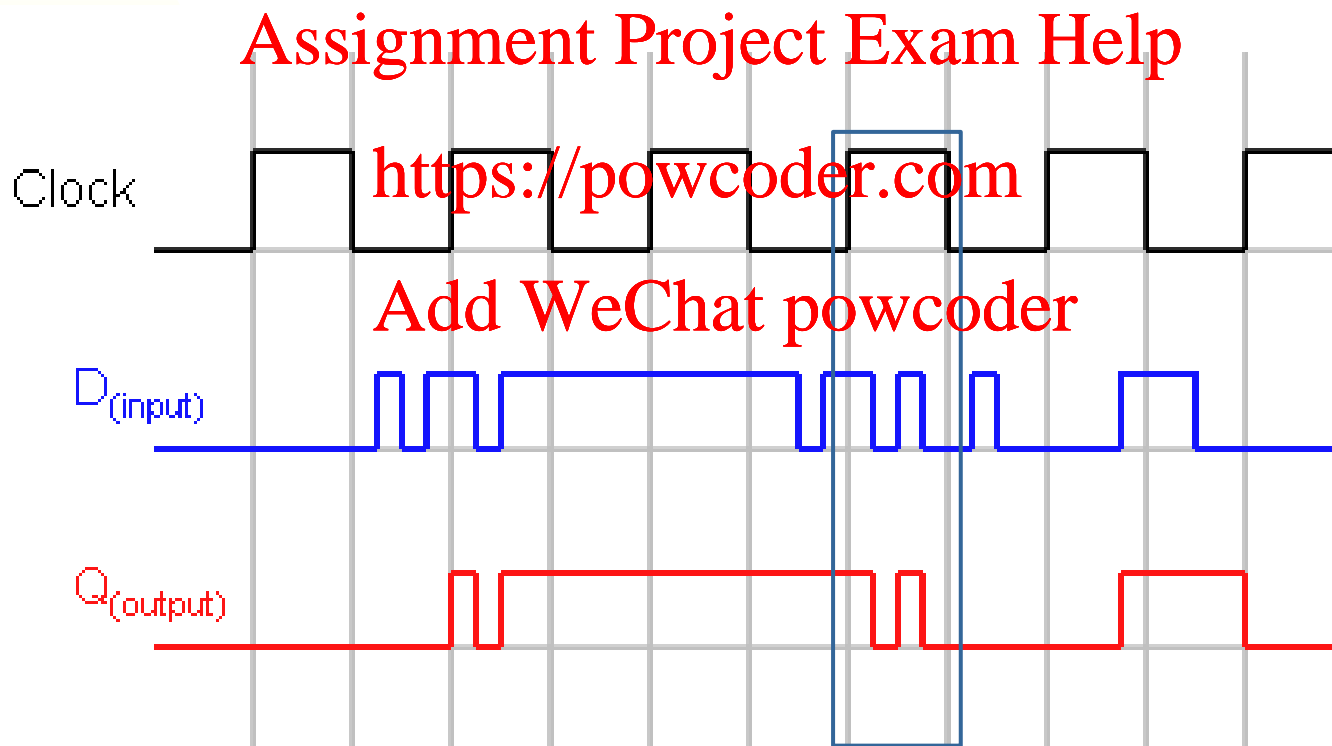 Assignment Project Exam Help
https://powcoder.com
Clock
Add WeChat powcoder
D(input)
Q(output)